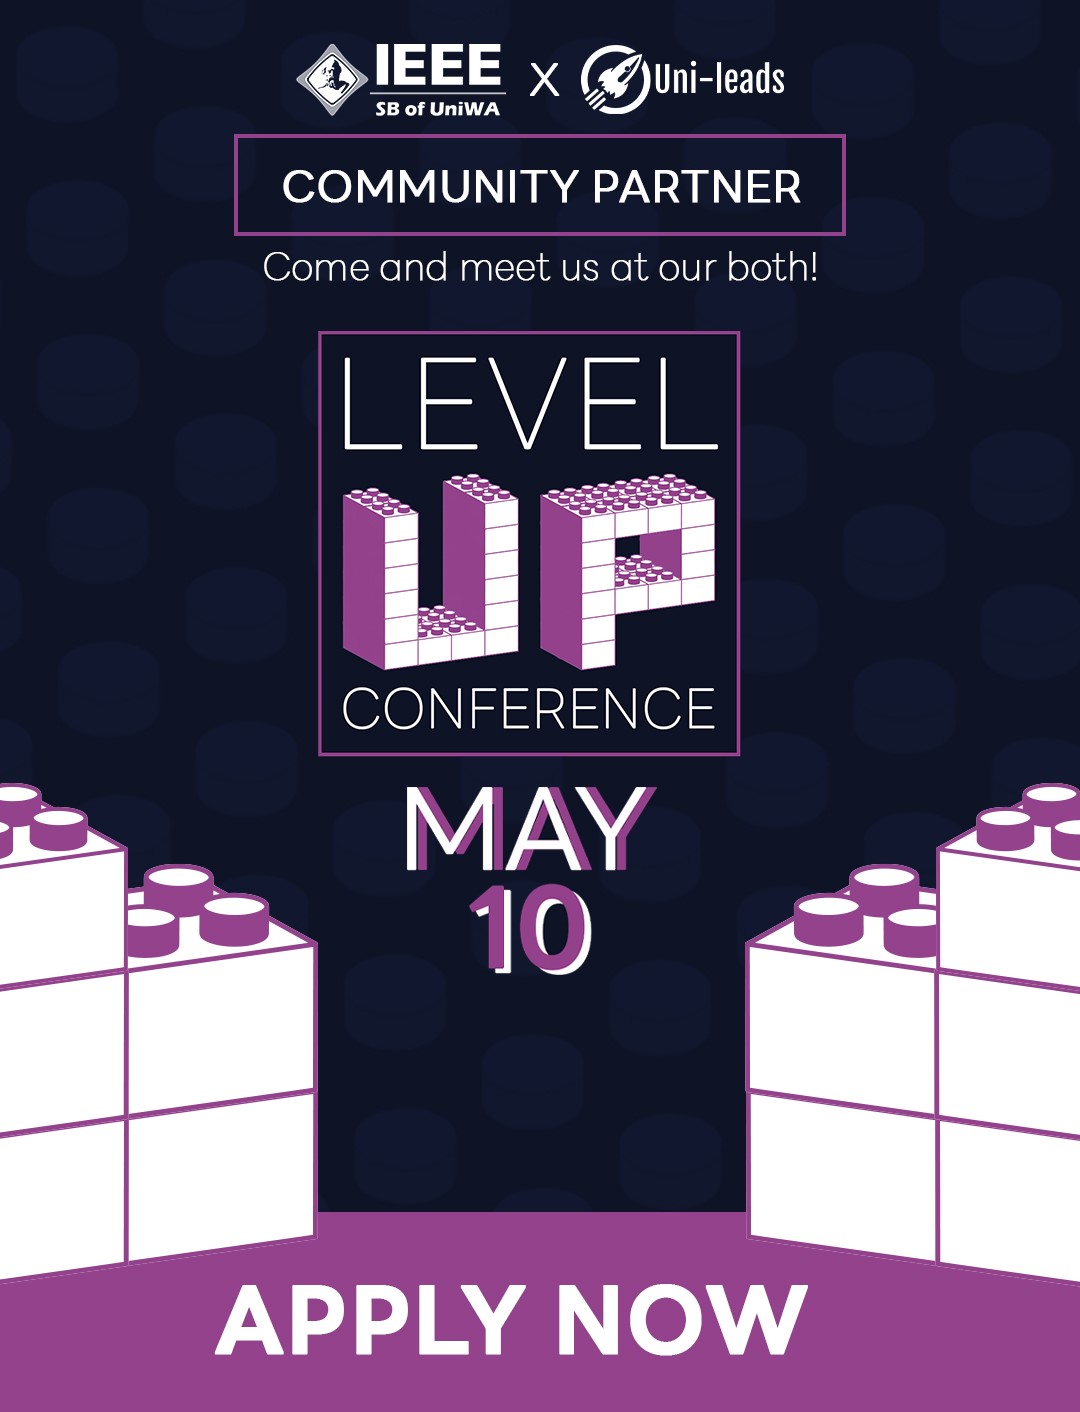 IEEE
SB of UniWA
X
Uni-leads
COMMUNITY PARTNER
Come and meet us at our both!
LEVEL
UP
CONFERENCE
MAY
10
APPLY NOW